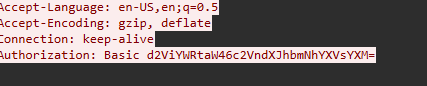 Accept-Language: en-US,en;q=0.5
Accept-Encoding: gzip, deflate
Connection: keep-alive
Authorization: Basic d2ViYWRtaW46c2VndXJhbmNhYXVsYXM=